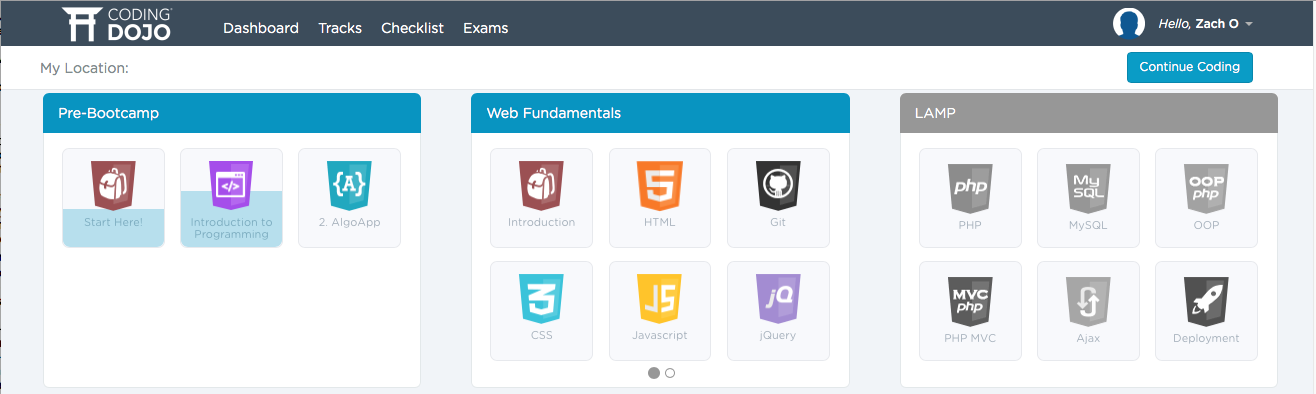 CODING
DOJO
Dashboard Tracks Checklist Exams
Hello, Zach O
My Location:
Continue Coding
Pre-Bootcamp
Start Here!
Introduction to
Programming
{A}
2. AlgoApp
Web Fundamentals
Introduction
HTML
Git
CSS
JS
Javascript
jQ
jQuery
LAMP
php
PHP
My
SQL
MySQL
OOP
php
OOP
MVC
php
PHP MVC
Ajax
Deployment